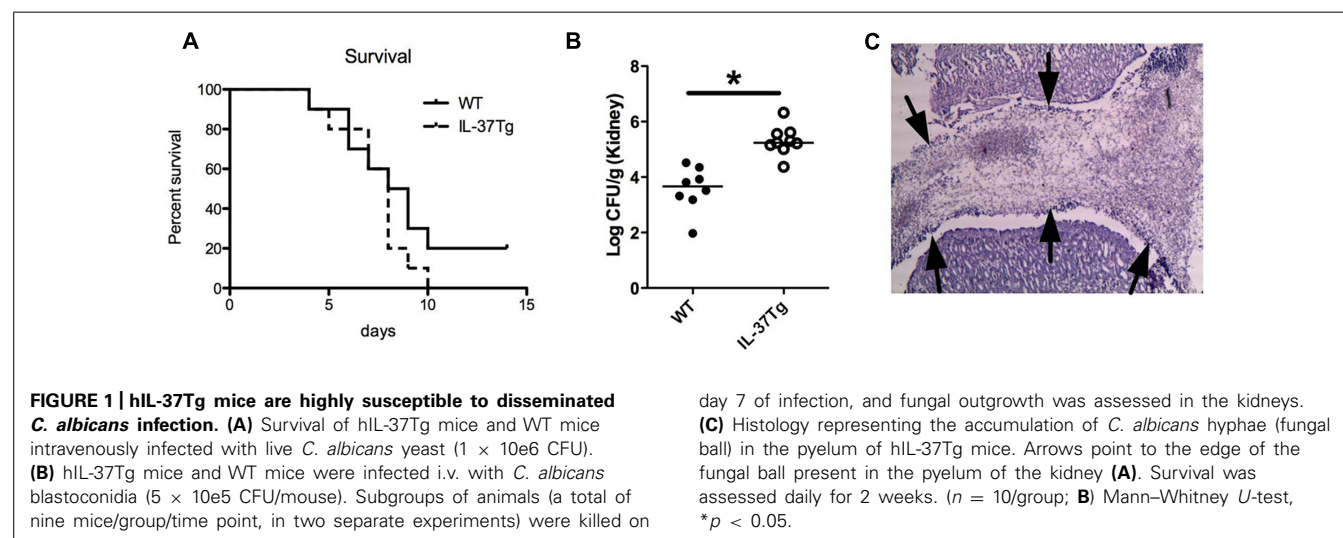 A
Survival
Percent survival
100
80
60
40
20
0
0
5
10
15
days
WT
IL-37Tg
B
Log CFU/g (Kidney)
8
6
4
2
0
*
WT
IL-37Tg
C
FIGURE 1 | hIL-37Tg mice are highly susceptible to disseminated
C. albicans infection. (A) Survival of hIL-37Tg mice and WT mice
intravenously infected with live C. albicans yeast (1 × 10e6 CFU).
(B) hIL-37Tg mice and WT mice were infected i.v. with C. albicans
blastoconidia (5 × 10e5 CFU/mouse). Subgroups of animals (a total of
nine mice/group/time point, in two separate experiments) were killed on
day 7 of infection, and fungal outgrowth was assessed in the kidneys.
(C) Histology representing the accumulation of C. albicans hyphae (fungal
ball) in the pyelum of hIL-37Tg mice. Arrows point to the edge of the
fungal ball present in the pyelum of the kidney (A). Survival was
assessed daily for 2 weeks. (n = 10/group; B) Mann–Whitney U-test,
*p < 0.05.